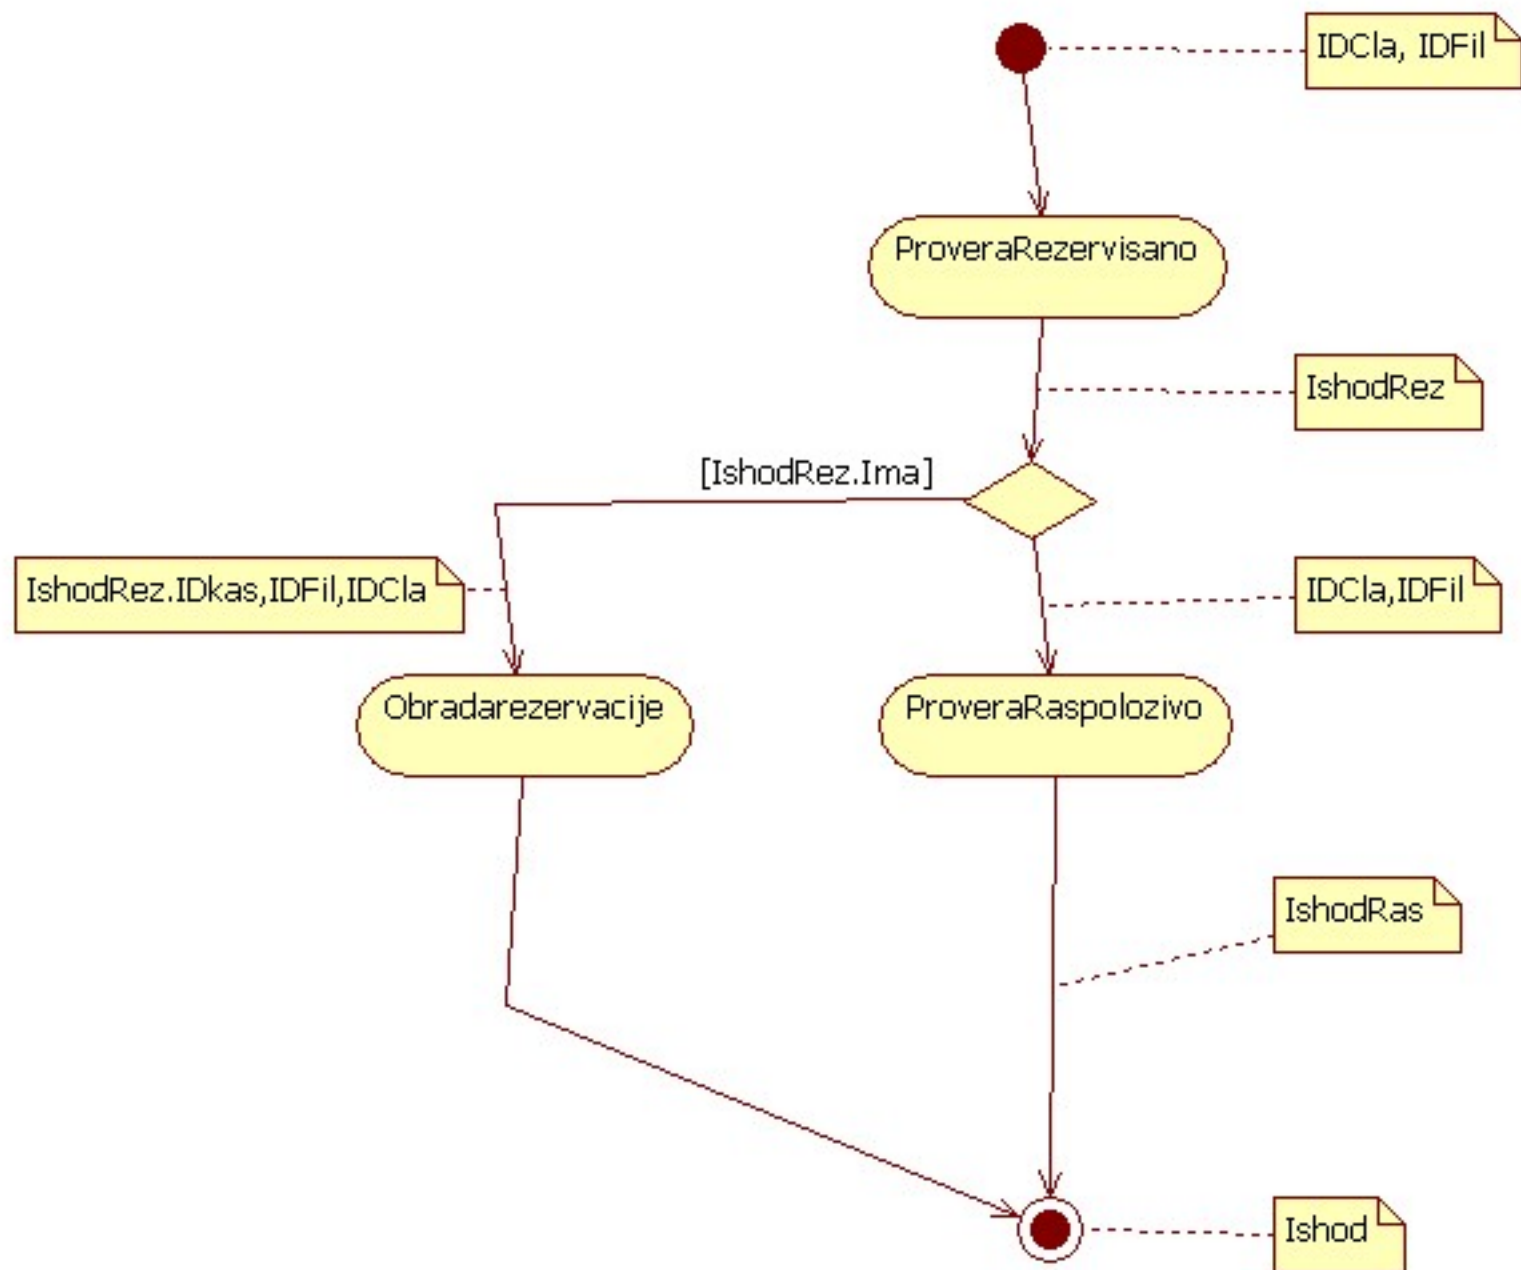 IDCla, IDFil
ProveraRezervisano
IshodRez
[IshodRez.Ima]
IshodRez.IDkas,IDFil,IDCla
IDCla,IDFil
Obradarezervacije
ProveraRaspolozivo
IshodRas
Ishod